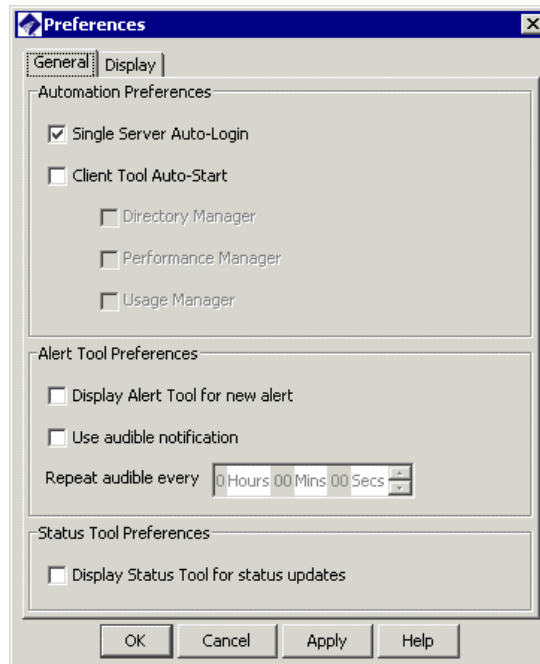 Preferences
General Display
Automation Preferences
Single Server Auto-Login
Client Tool Auto-Start
Directory Manager
Performance Manager
Usage Manager
Alert Tool Preferences
Display Alert Tool for new alert
Use audible notification
Repeat audible every 0 Hours 00 Mins 00 Secs
Status Tool Preferences
Display Status Tool for status updates
OK Cancel Apply Help